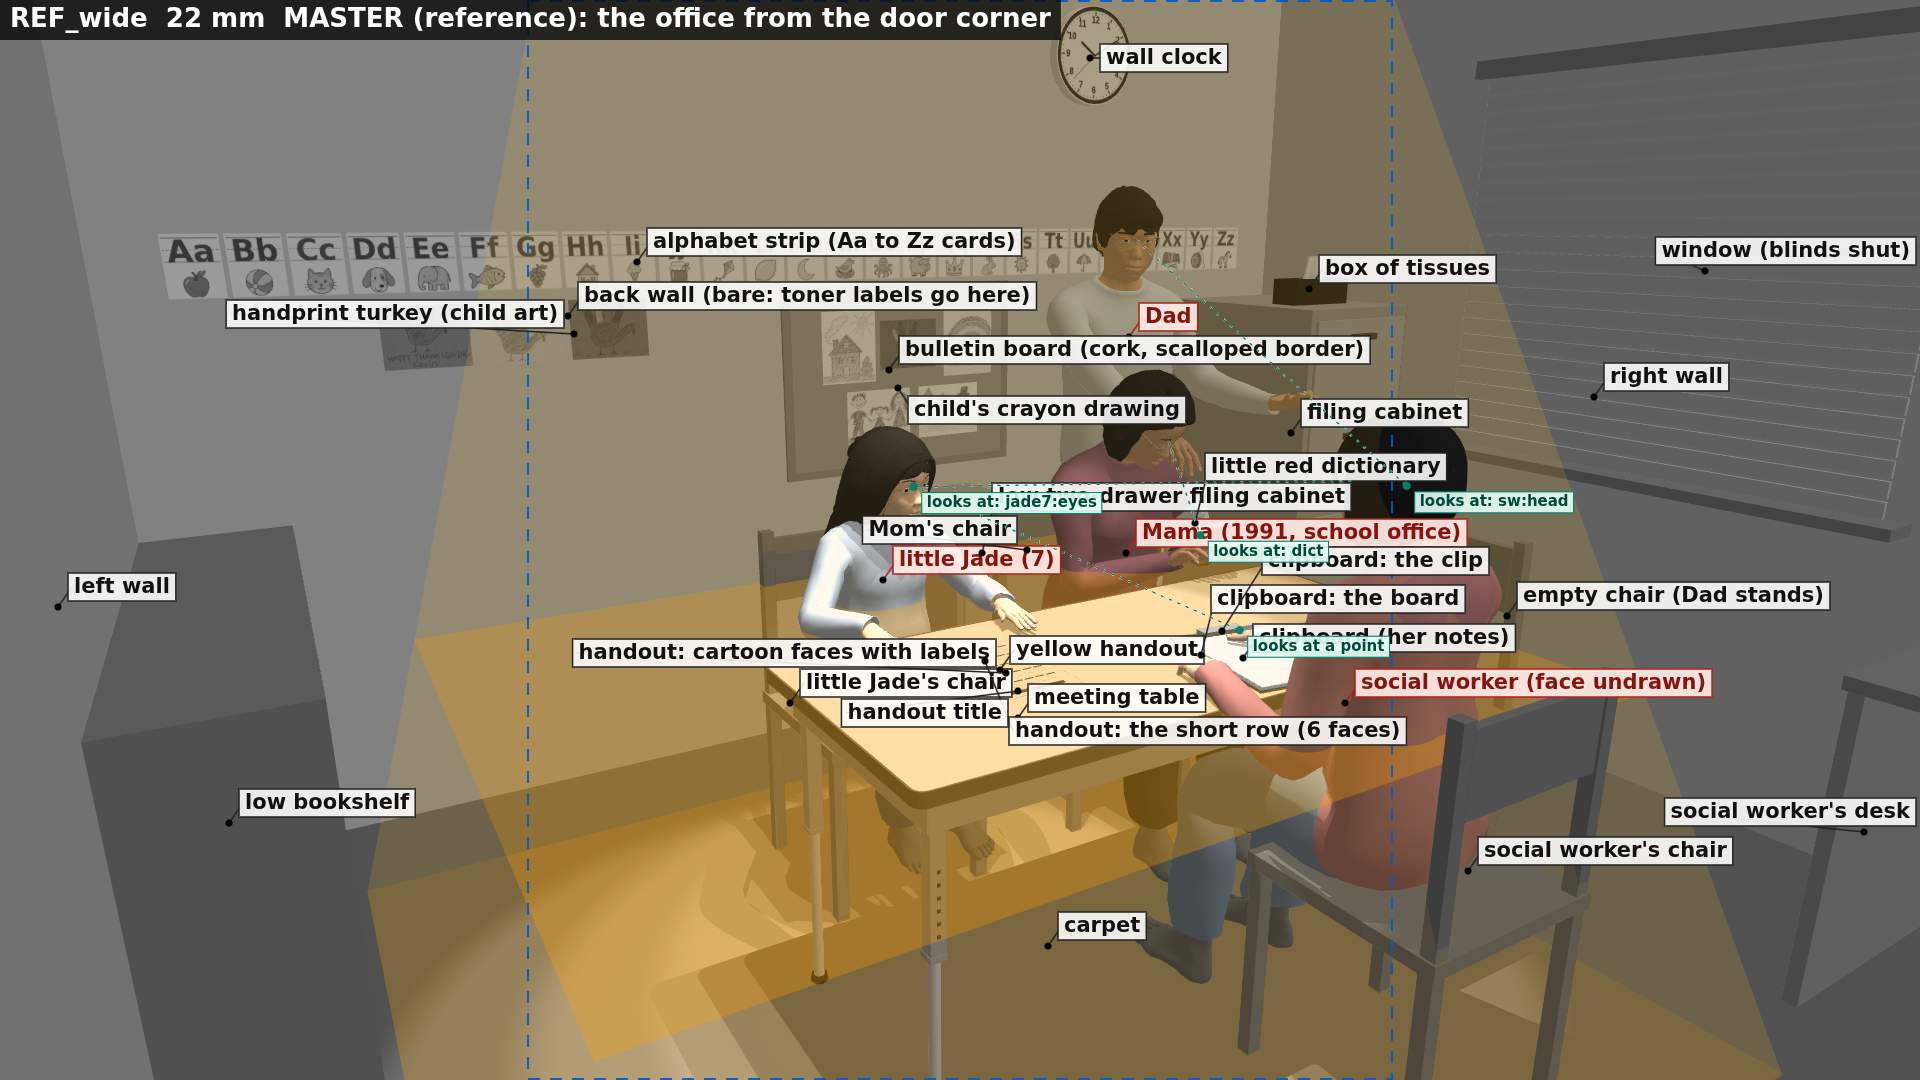 REF_wide 22 mm MASTER (reference): the office from the door corner
wall clock
Aa Bb Cc Dd Ee Ff Gg Hh Ii
alphabet strip (Aa to Zz cards)
Tt Uu Xx Yy Zz
window (blinds shut)
box of tissues
back wall (bare: toner labels go here)
handprint turkey (child art)
Dad
HAPPY THANKSGIVING
bulletin board (cork, scalloped border)
right wall
child's crayon drawing
filing cabinet
little red dictionary
drawer filing cabinet
looks at: jade7:eyes
looks at: sw:head
Mom's chair
Mama (1991, school office)
looks at: dict
little Jade (7)
clipboard: the clip
left wall
clipboard: the board
empty chair (Dad stands)
clipboard (her notes)
looks at a point
handout: cartoon faces with labels
yellow handout
little Jade's chair
social worker (face undrawn)
meeting table
handout title
handout: the short row (6 faces)
low bookshelf
social worker's desk
social worker's chair
carpet